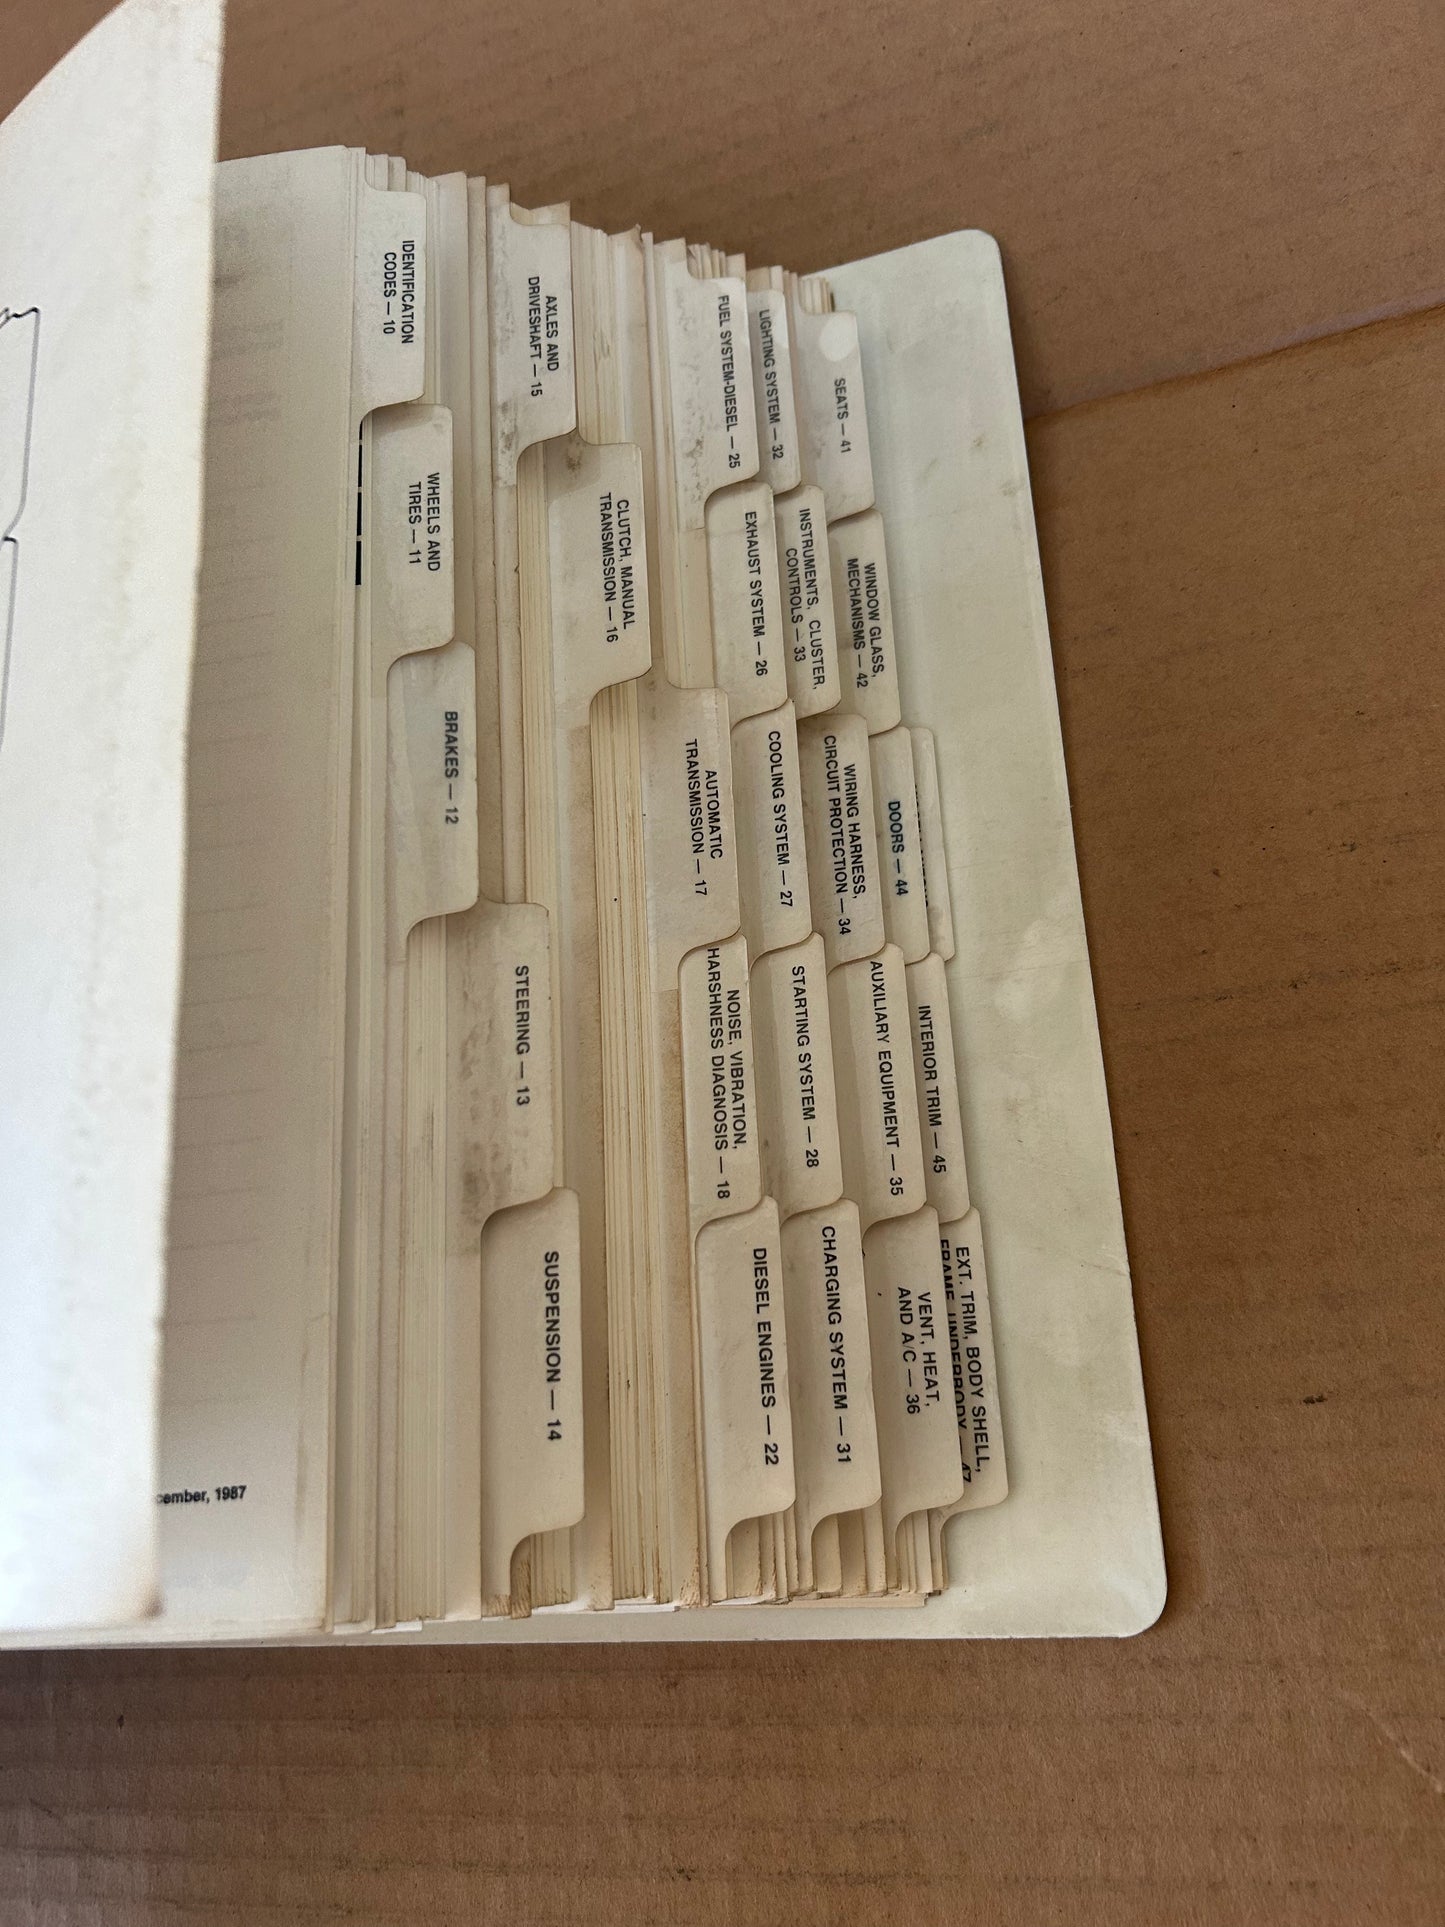 IDENTIFICATION
CODES — 10
WHEELS AND
TIRES — 11
BRAKES — 12
STEERING — 13
SUSPENSION — 14
AXLES AND
DRIVESHAFT — 15
CLUTCH, MANUAL
TRANSMISSION — 16
AUTOMATIC
TRANSMISSION — 17
NOISE, VIBRATION,
HARSHNESS DIAGNOSIS — 18
DIESEL ENGINES — 22
FUEL SYSTEM-DIESEL — 25
EXHAUST SYSTEM — 26
COOLING SYSTEM — 27
STARTING SYSTEM — 28
CHARGING SYSTEM — 31
LIGHTING SYSTEM — 32
INSTRUMENTS, CLUSTER,
CONTROLS — 33
WIRING HARNESS,
CIRCUIT PROTECTION — 34
AUXILIARY EQUIPMENT — 35
VENT, HEAT,
AND A/C — 36
SEATS — 41
WINDOW GLASS,
MECHANISMS — 42
DOORS — 44
INTERIOR TRIM — 45
EXT. TRIM, BODY SHELL,
FRAME, UNDERBODY — 47
cember, 1987